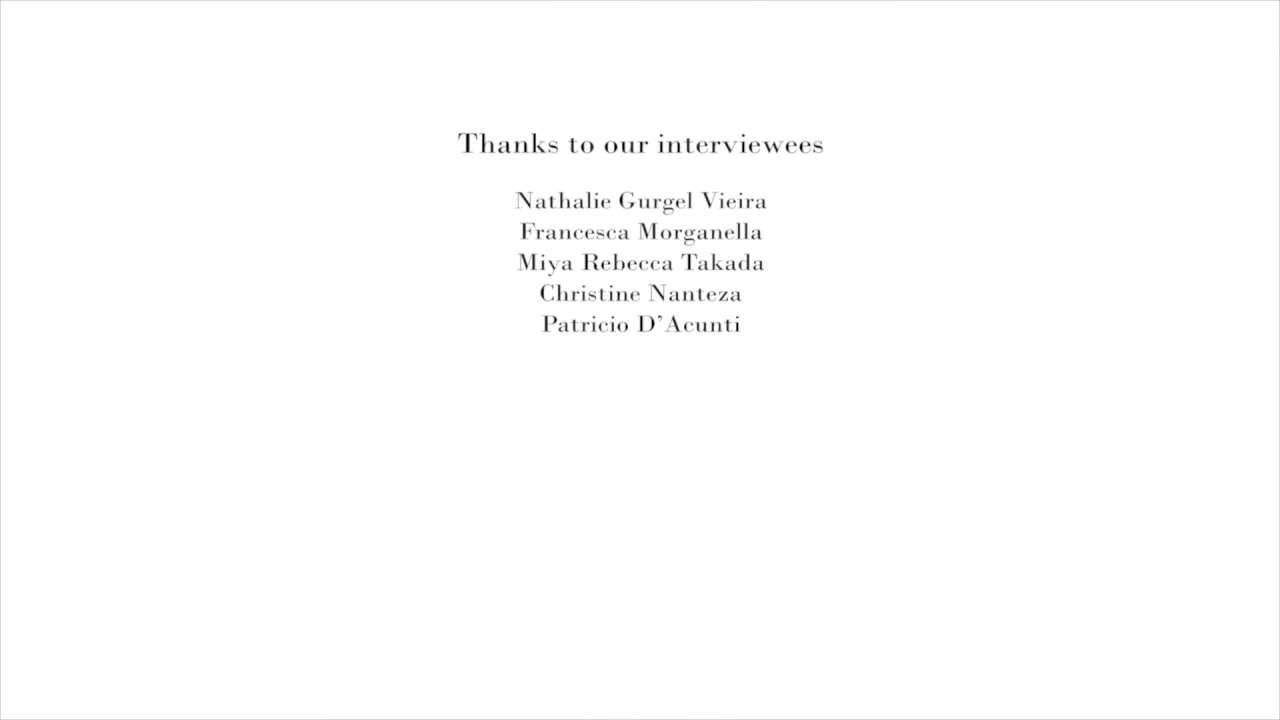 Thanks to our interviewees
Nathalie Gurgel Vieira
Francesca Morganella
Miya Rebecca Takada
Christine Nanteza
Patricio D’Acunti